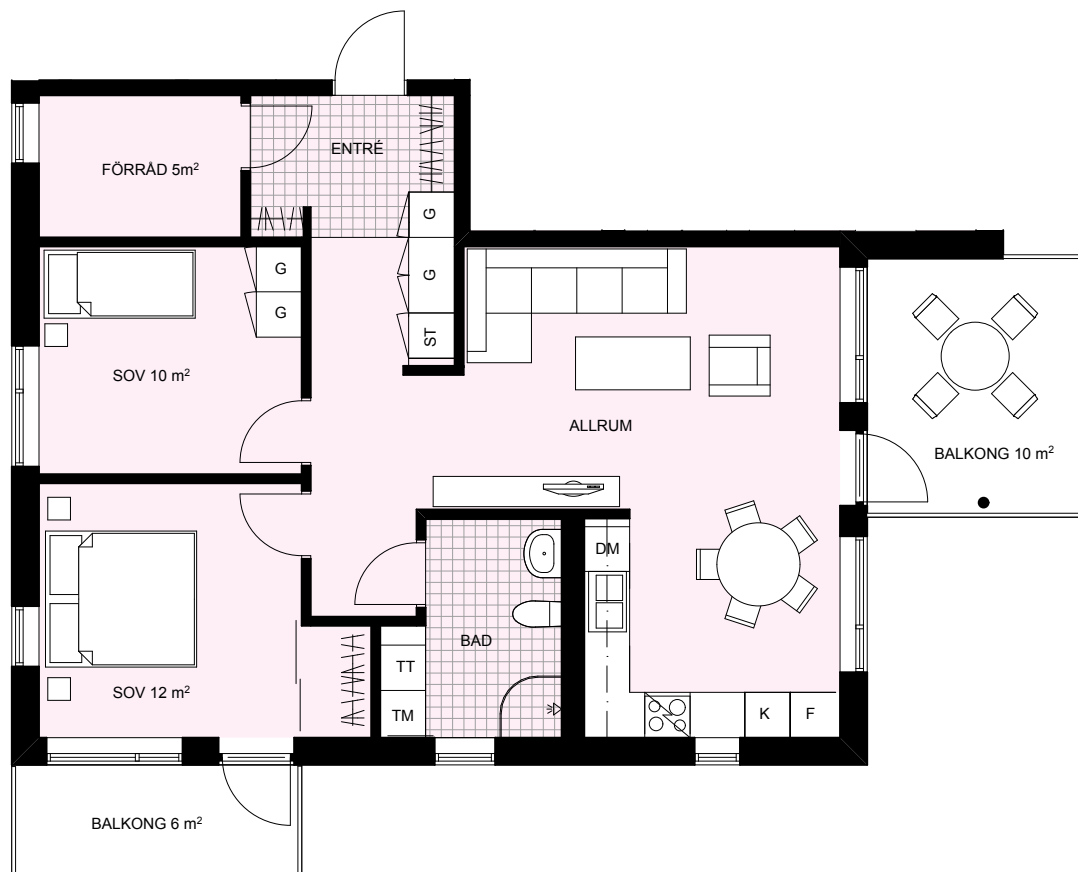 ENTRÉ
FÖRRÅD 5m²
G
G
G
G
ST
SOV 10 m²
ALLRUM
BALKONG 10 m²
DM
BAD
TT
SOV 12 m²
TM
K
F
BALKONG 6 m²